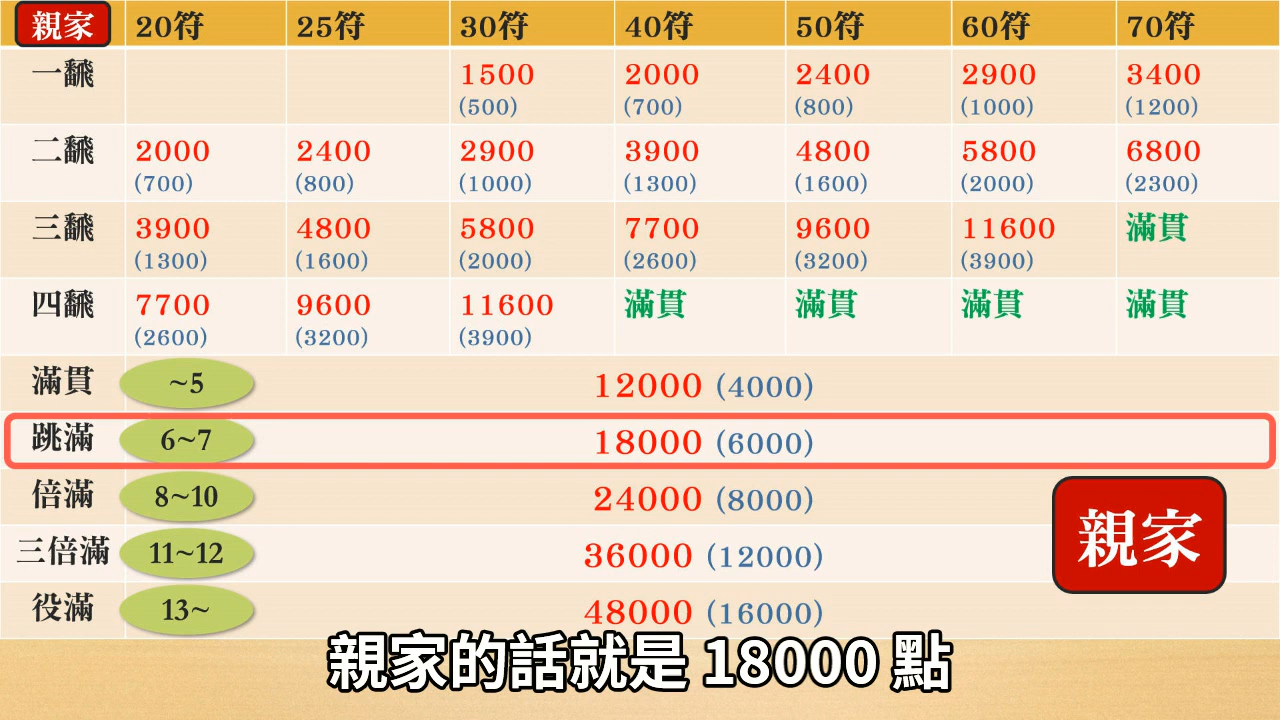 親家 20符 25符 30符 40符 50符 60符 70符
一飜 1500 2000 2400 2900 3400
(500) (700) (800) (1000) (1200)
二飜 2000 2400 2900 3900 4800 5800 6800
(700) (800) (1000) (1300) (1600) (2000) (2300)
三飜 3900 4800 5800 7700 9600 11600 滿貫
(1300) (1600) (2000) (2600) (3200) (3900)
四飜 7700 9600 11600 滿貫 滿貫 滿貫 滿貫
(2600) (3200) (3900)
滿貫 ~5 12000 (4000)
跳滿 6~7 18000 (6000)
倍滿 8~10 24000 (8000)
三倍滿 11~12 36000 (12000)
役滿 13~ 48000 (16000)
親家
親家的話就是 18000 點